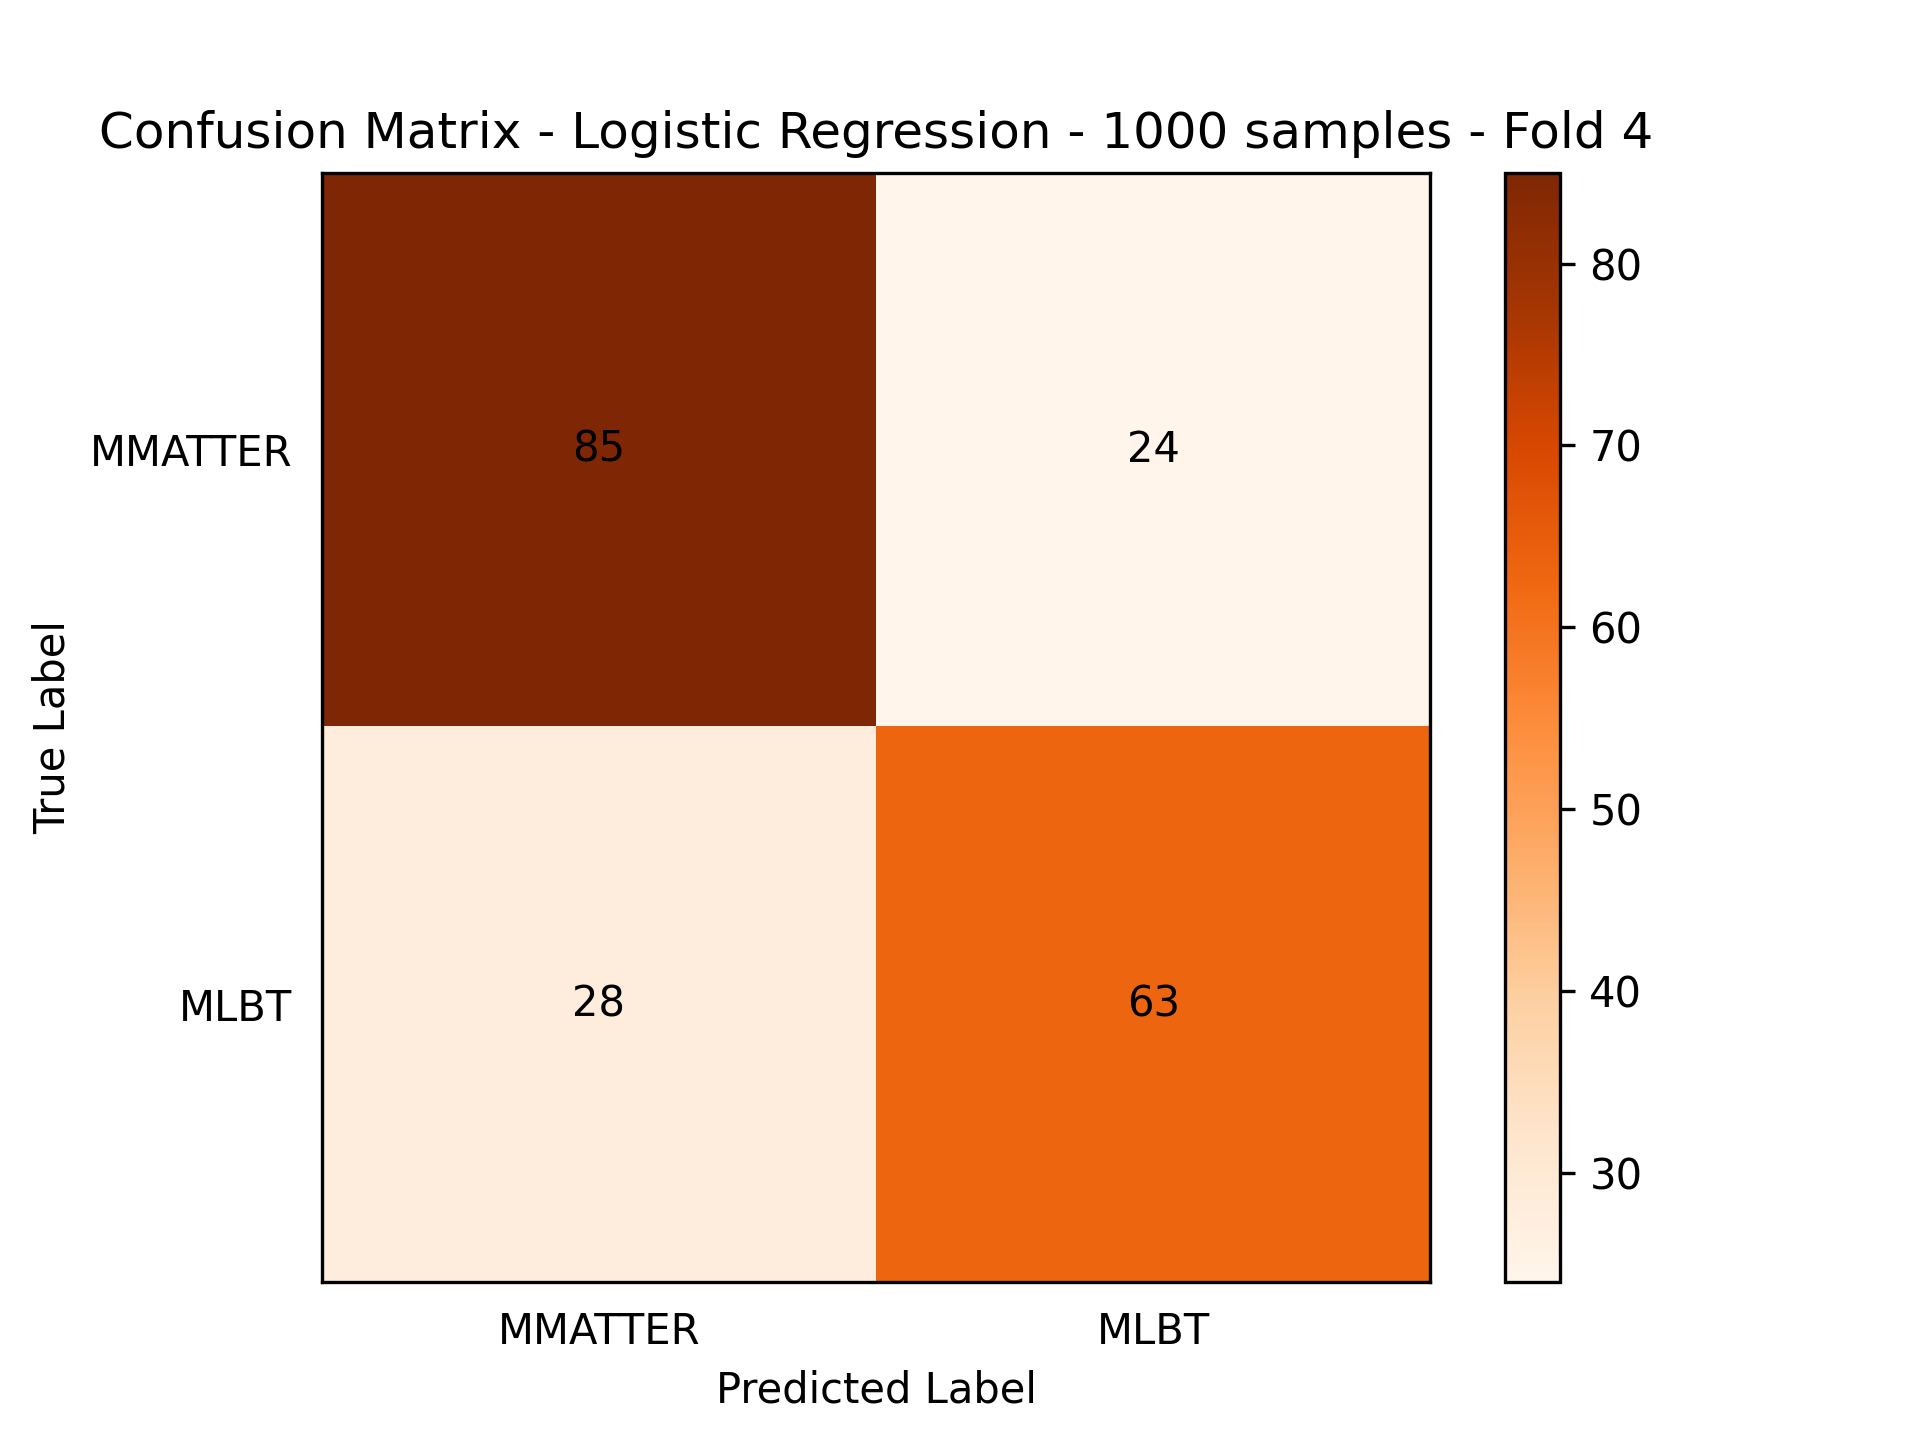 Confusion Matrix - Logistic Regression - 1000 samples - Fold 4
True Label
MMATTER
85
24
MLBT
28
63
MMATTER
MLBT
Predicted Label
80
70
60
50
40
30